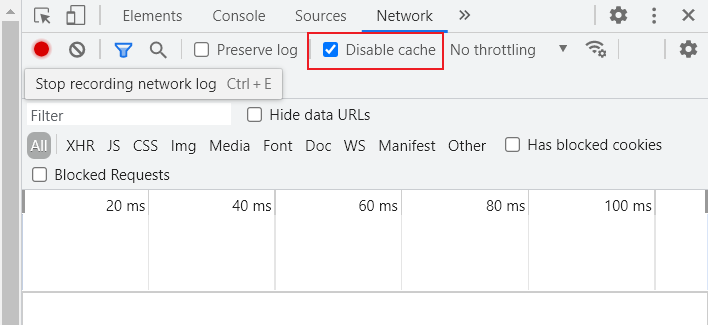 Elements Console Sources Network
Preserve log Disable cache No throttling
Stop recording network log Ctrl + E
Filter Hide data URLs
All XHR JS CSS Img Media Font Doc WS Manifest Other Has blocked cookies
Blocked Requests
20 ms 40 ms 60 ms 80 ms 100 ms